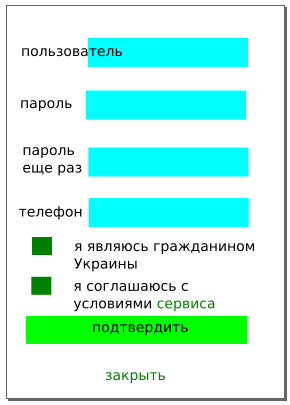 пользователь
пароль
пароль
еще раз
телефон
я являюсь гражданином
Украины
я соглашаюсь с
условиями сервиса
подтвердить
закрыть